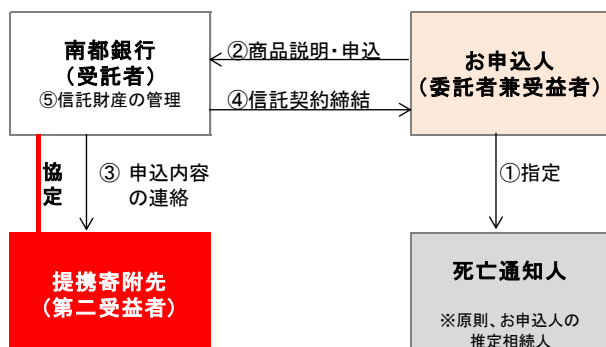 南都銀行
(受託者)
⑤信託財産の管理
②商品説明・申込
④信託契約締結
お申込人
(委託者兼受益者)
協
定
③ 申込内容
の連絡
①指定
提携寄附先
(第二受益者)
死亡通知人
※原則、お申込人の
推定相続人